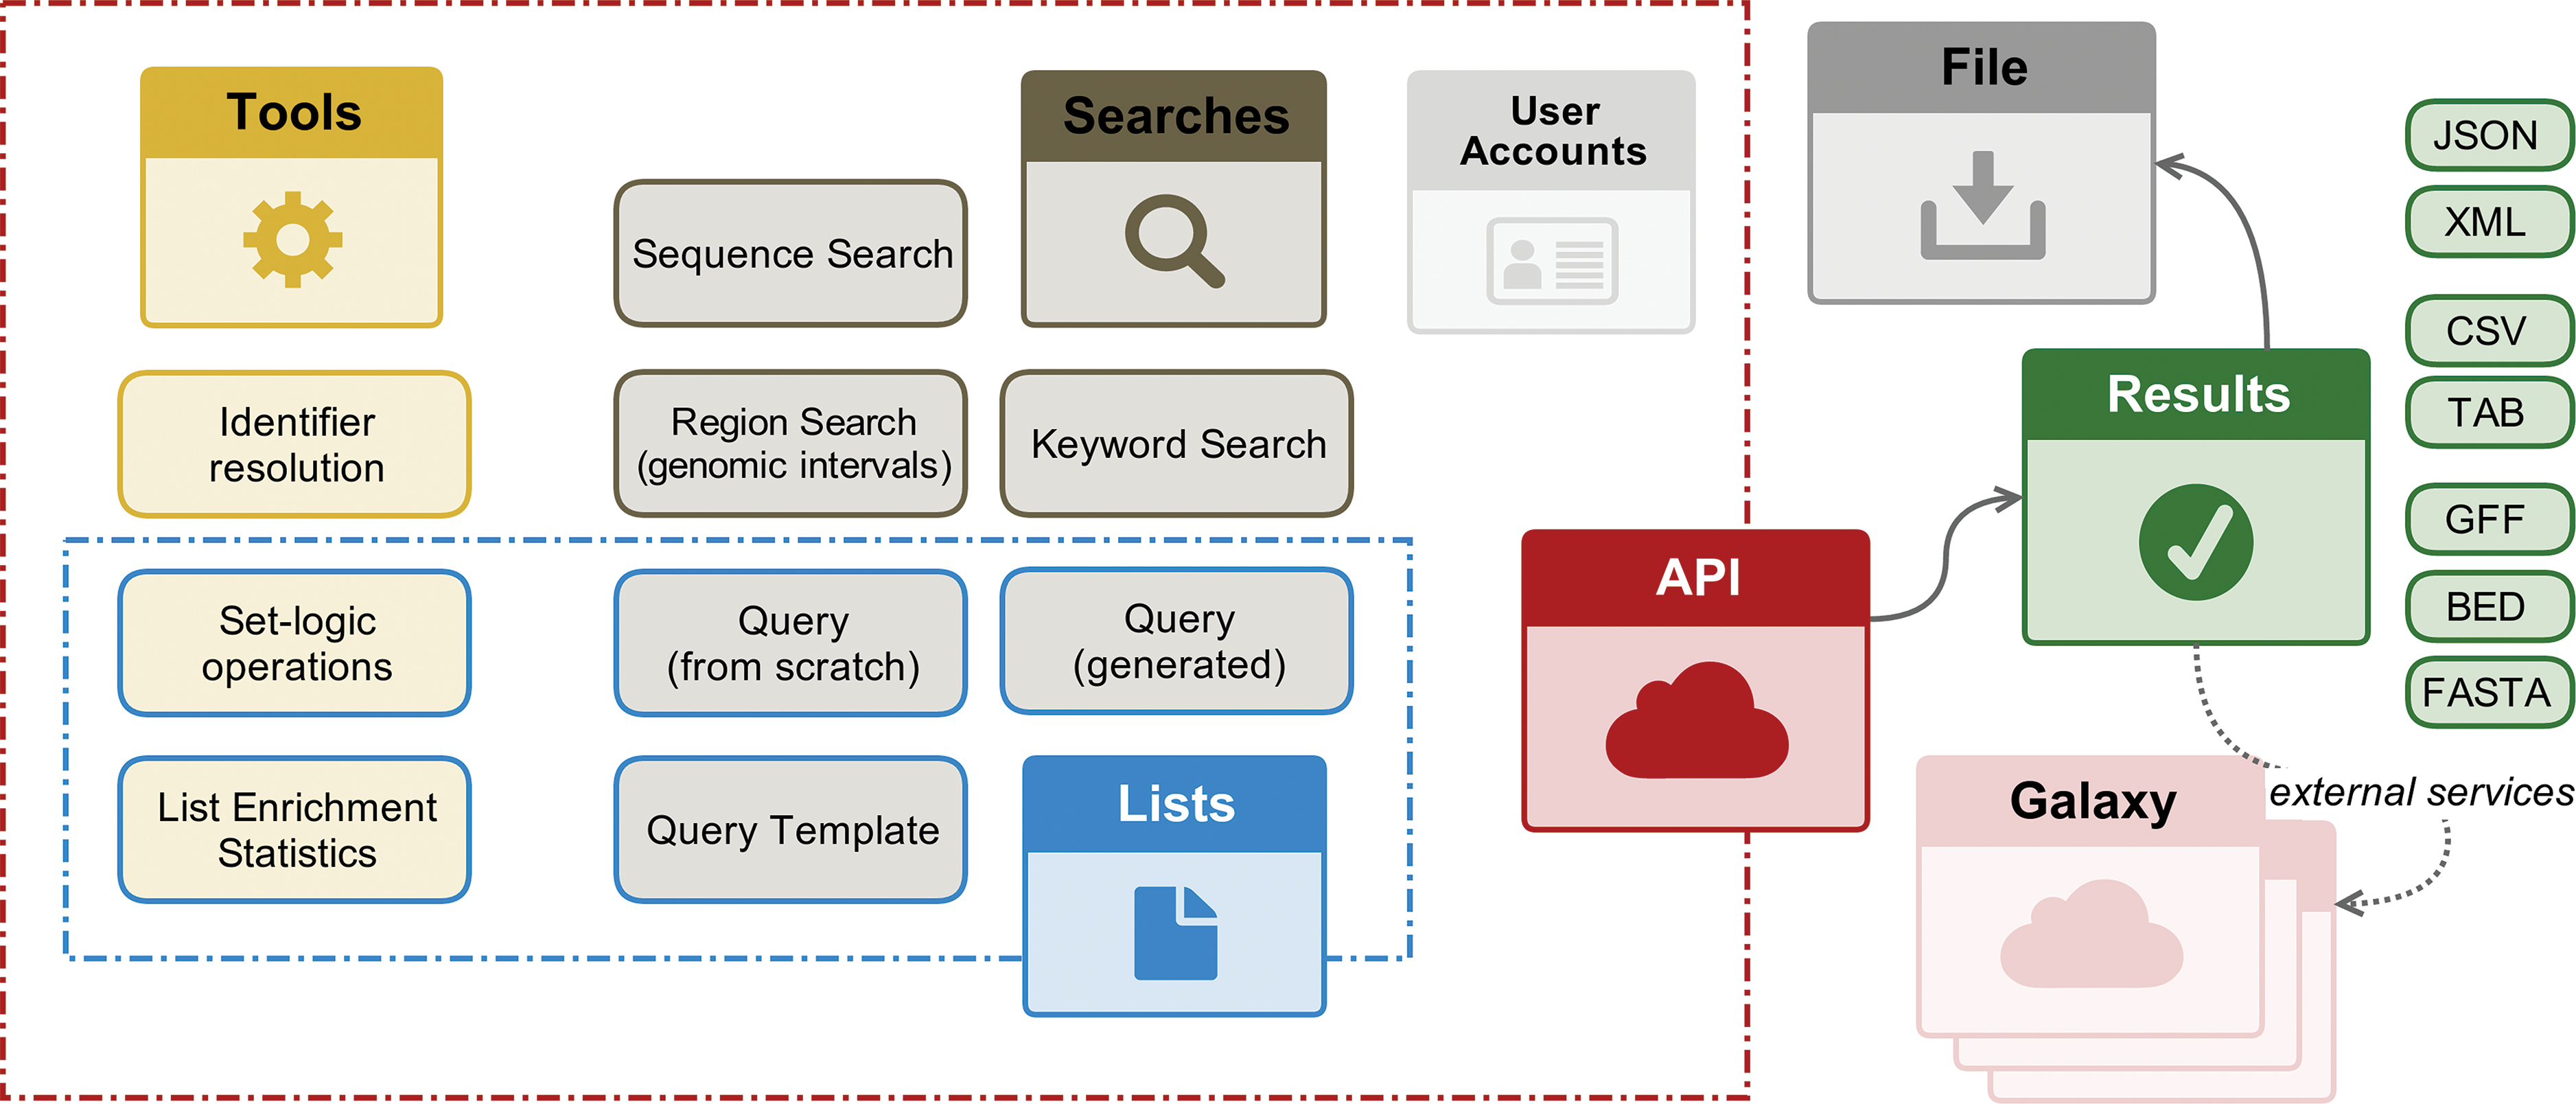 Tools
Identifier
resolution
Set-logic
operations
List Enrichment
Statistics
Searches
Sequence Search
Region Search
(genomic intervals)
Keyword Search
Query
(from scratch)
Query
(generated)
Query Template
Lists
User
Accounts
API
File
Results
JSON
XML
CSV
TAB
GFF
BED
FASTA
external services
Galaxy